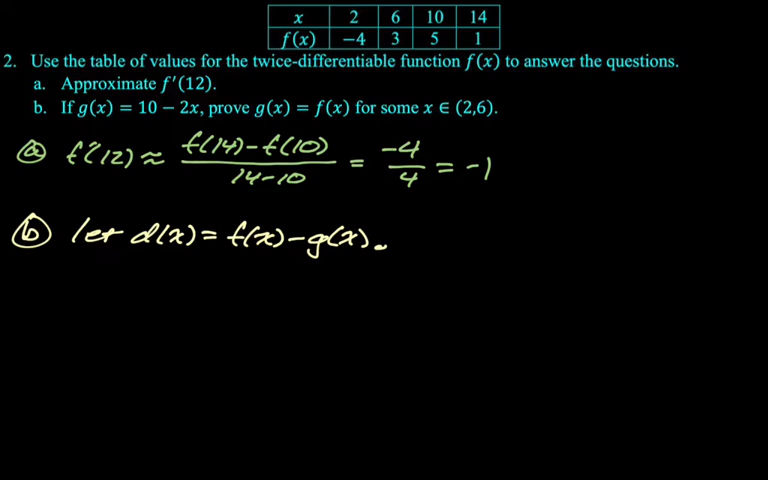 x 2 6 10 14
f(x) −4 3 5 1
2. Use the table of values for the twice-differentiable function f(x) to answer the questions.
a. Approximate f′(12).
b. If g(x) = 10 − 2x, prove g(x) = f(x) for some x ∈ (2,6).
ⓐ f′(12) ≈ f(14)-f(10) / 14-10 = -4/4 = -1
ⓑ let d(x) = f(x) - g(x).